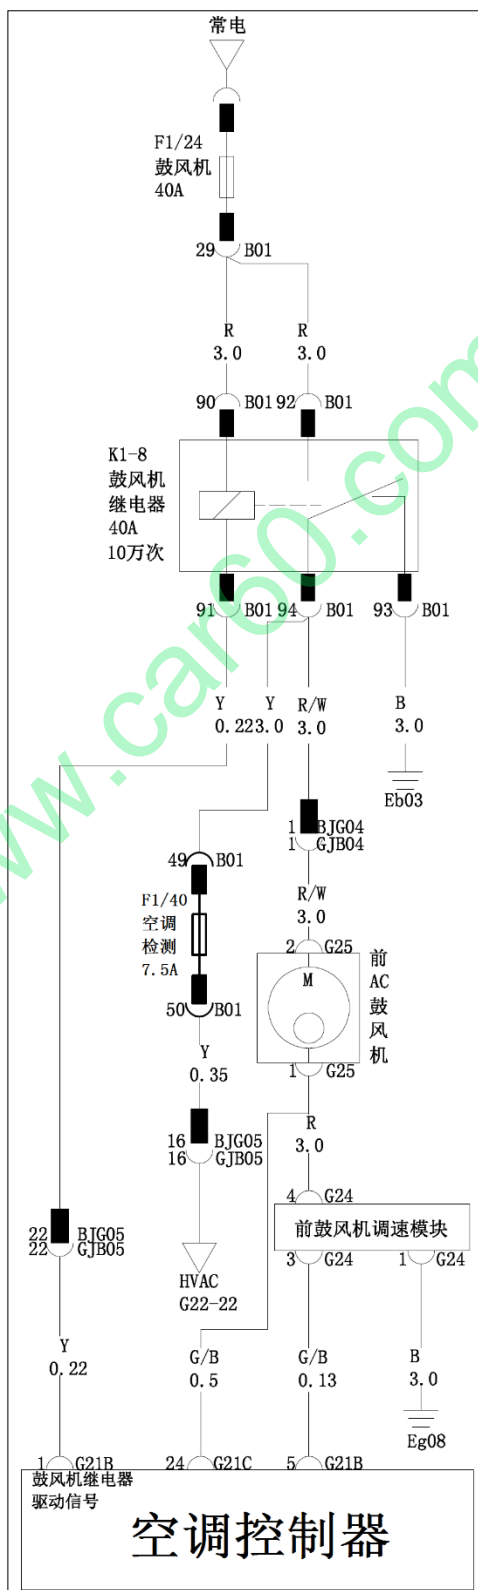 常电
F1/24
鼓风机
40A
29 B01
R R
3.0 3.0
90 B01 92 B01
K1-8
鼓风机
继电器
40A
10万次
91 B01 94 B01 93 B01
Y Y R/W B
0.22 3.0 3.0 3.0
Eb03
1 BJG04
1 GJB04
49 B01
F1/40
空调
检测
7.5A
R/W
3.0
2 G25
M
前
AC
鼓
风
机
50 B01
1 G25
Y
0.35
R
3.0
16 BJG05
16 GJB05
4 G24
前鼓风机调速模块
22 BJG05
22 GJB05
3 G24 1 G24
HVAC
G22-22
Y G/B G/B B
0.22 0.5 0.13 3.0
Eg08
1 G21B 24 G21C 5 G21B
鼓风机继电器
驱动信号
空调控制器
www.car60.com